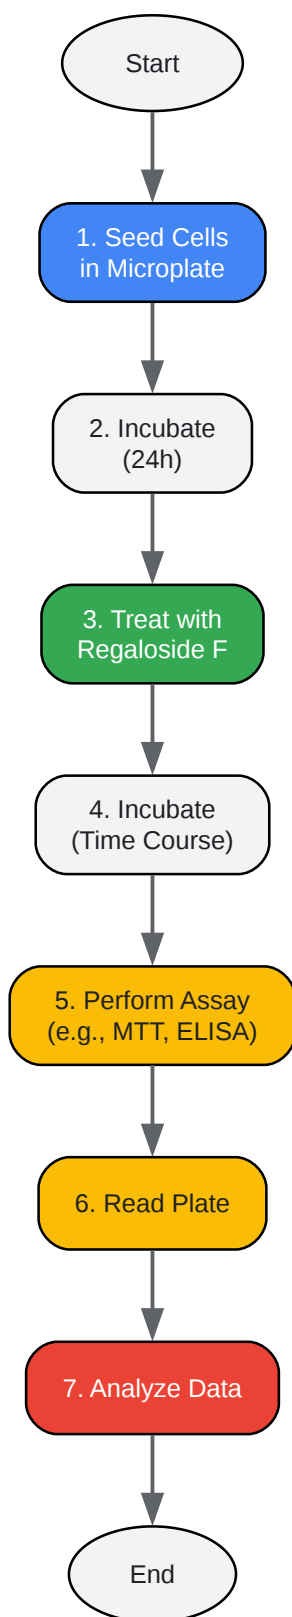 Start
1. Seed Cells
in Microplate
2. Incubate
(24h)
3. Treat with
Regaloside F
4. Incubate
(Time Course)
5. Perform Assay
(e.g., MTT, ELISA)
6. Read Plate
7. Analyze Data
End